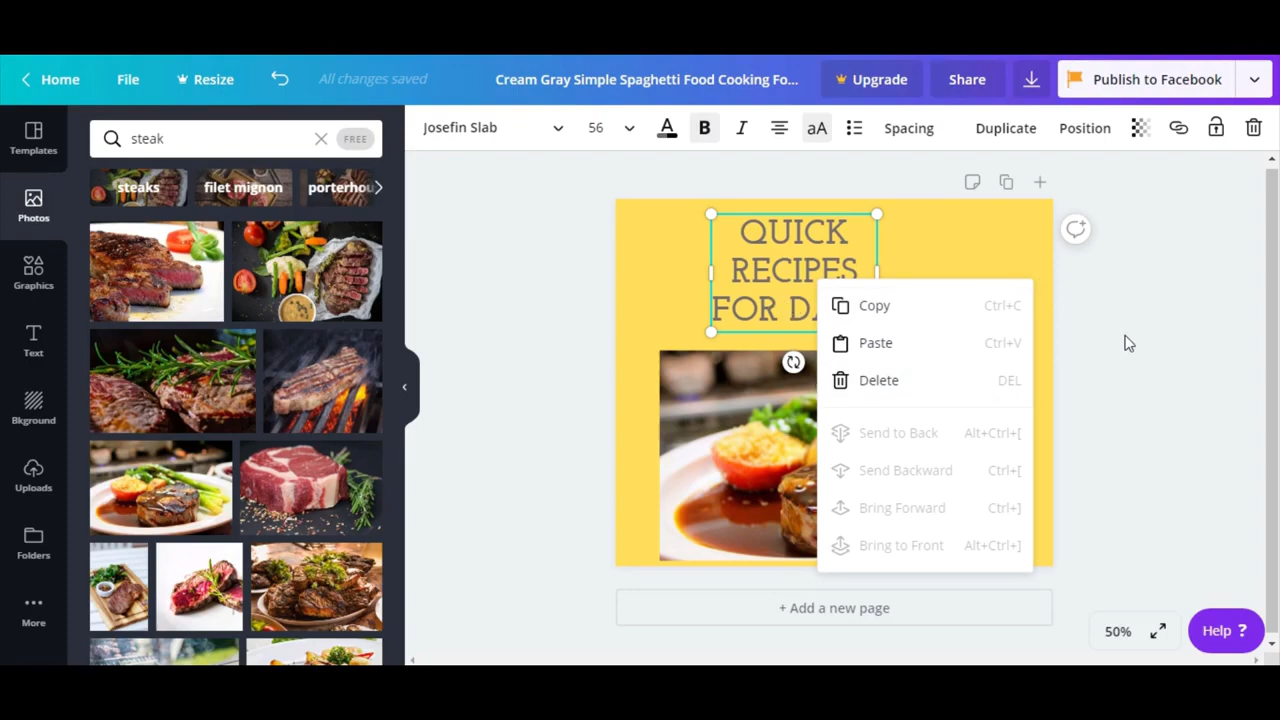 Home
File
Resize
All changes saved
Cream Gray Simple Spaghetti Food Cooking Fo...
Upgrade
Share
Publish to Facebook
Templates
Photos
Graphics
Text
Bkground
Uploads
Folders
More
steak
FREE
steaks
filet mignon
porterhou
Josefin Slab
56
A
B
I
aA
Spacing
Duplicate
Position
QUICK
RECIPES
FOR DA
Copy Ctrl+C
Paste Ctrl+V
Delete DEL
Send to Back Alt+Ctrl+[
Send Backward Ctrl+[
Bring Forward Ctrl+]
Bring to Front Alt+Ctrl+]
+ Add a new page
50%
Help ?